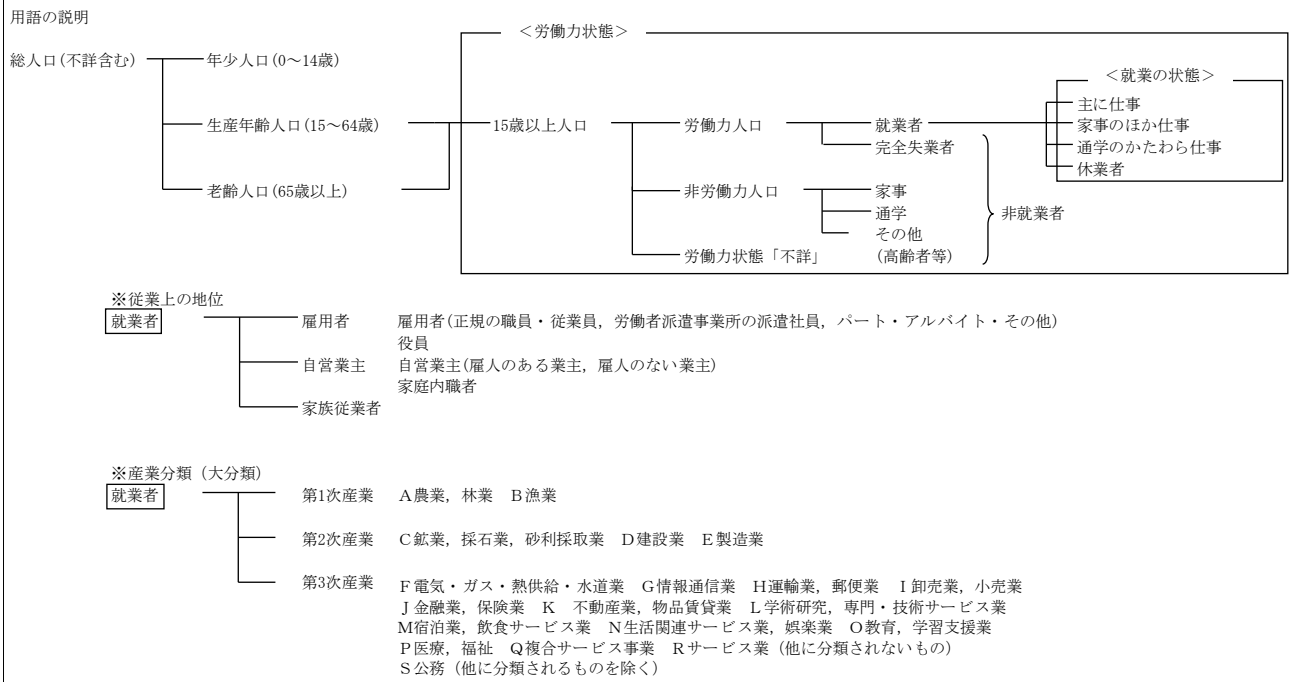 用語の説明
＜労働力状態＞
総人口(不詳含む) 年少人口(0～14歳)
＜就業の状態＞
主に仕事
生産年齢人口(15～64歳) 15歳以上人口 労働力人口 就業者 家事のほか仕事
完全失業者 通学のかたわら仕事
休業者
老齢人口(65歳以上) 非労働力人口 家事
通学 非就業者
その他
労働力状態「不詳」 (高齢者等)
※従業上の地位
就業者 雇用者 雇用者(正規の職員・従業員，労働者派遣事業所の派遣社員，パート・アルバイト・その他)
役員
自営業主 自営業主(雇人のある業主，雇人のない業主)
家庭内職者
家族従業者
※産業分類（大分類）
就業者 第1次産業 Ａ農業，林業 Ｂ漁業
第2次産業 Ｃ鉱業，採石業，砂利採取業 Ｄ建設業 Ｅ製造業
第3次産業 Ｆ電気・ガス・熱供給・水道業 Ｇ情報通信業 Ｈ運輸業，郵便業 Ｉ卸売業，小売業
Ｊ金融業，保険業 Ｋ 不動産業，物品賃貸業 Ｌ学術研究，専門・技術サービス業
Ｍ宿泊業，飲食サービス業 Ｎ生活関連サービス業，娯楽業 Ｏ教育，学習支援業
Ｐ医療，福祉 Ｑ複合サービス事業 Ｒサービス業（他に分類されないもの）
Ｓ公務（他に分類されるものを除く）